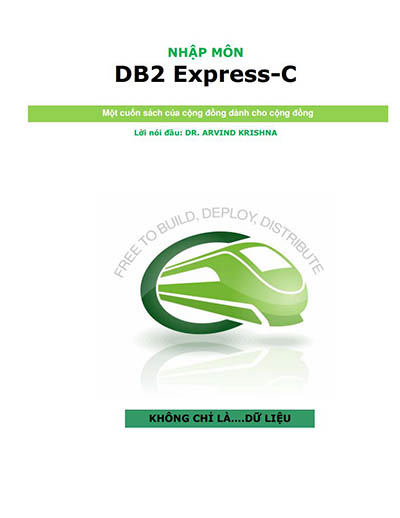 NHẬP MÔN
DB2 Express-C
Một cuốn sách của cộng đồng dành cho cộng đồng
Lời nói đầu: DR. ARVIND KRISHNA
FREE TO BUILD, DEPLOY, DISTRIBUTE
KHÔNG CHỈ LÀ....DỮ LIỆU